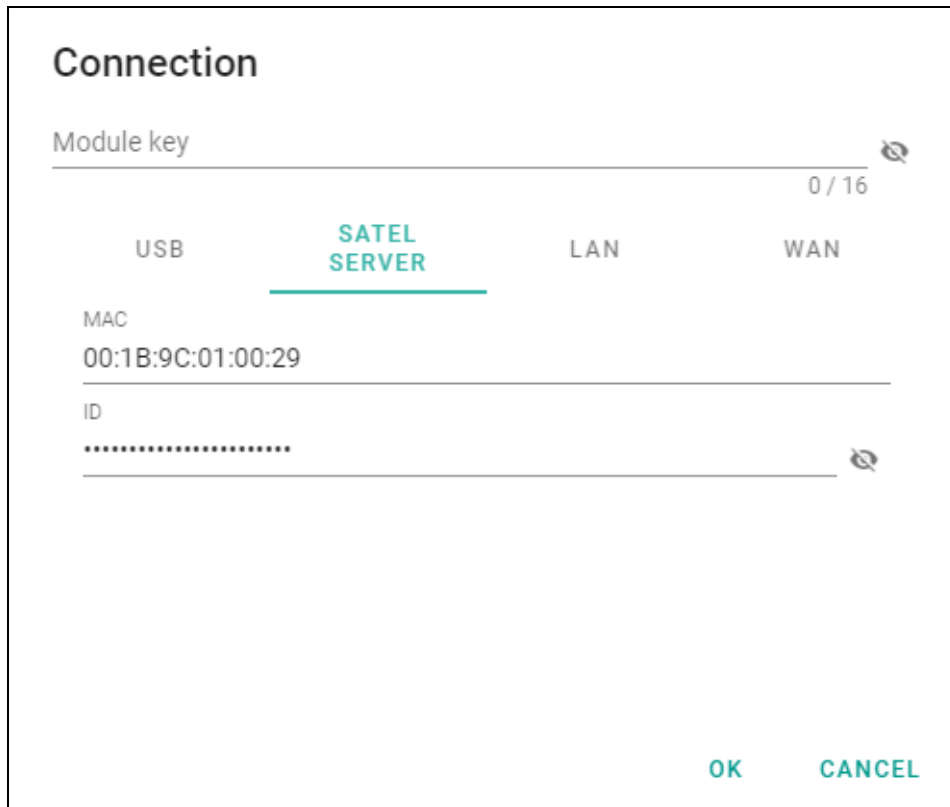 Connection
Module key
0 / 16
USB
SATEL
SERVER
LAN
WAN
MAC
00:1B:9C:01:00:29
ID
•••••••••••••••••••••••
OK
CANCEL